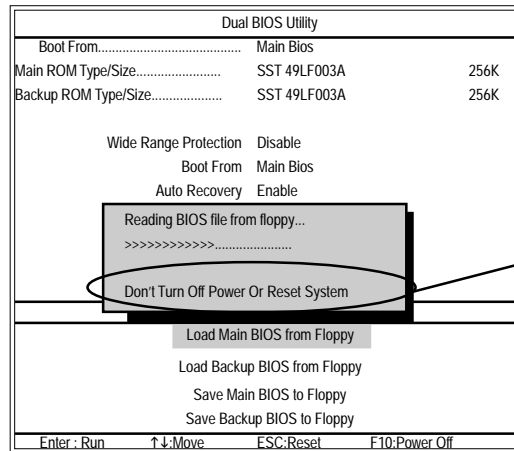 Dual BIOS Utility
Boot From......................................... Main Bios
Main ROM Type/Size........................ SST 49LF003A 256K
Backup ROM Type/Size.................... SST 49LF003A 256K
Wide Range Protection Disable
Boot From Main Bios
Auto Recovery Enable
Reading BIOS file from floppy...
>>>>>>>>>>>>......................
Don't Turn Off Power Or Reset System
Load Main BIOS from Floppy
Load Backup BIOS from Floppy
Save Main BIOS to Floppy
Save Backup BIOS to Floppy
Enter : Run ↑↓:Move ESC:Reset F10:Power Off